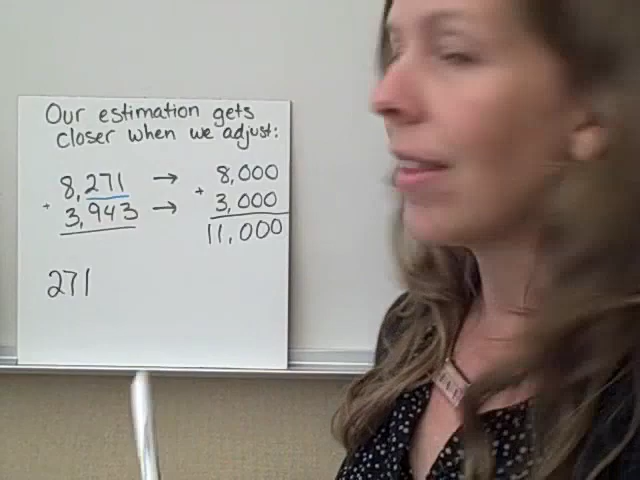 Our estimation gets
closer when we adjust:
8,271 → 8,000
+ 3,943 → + 3,000
11,000
271